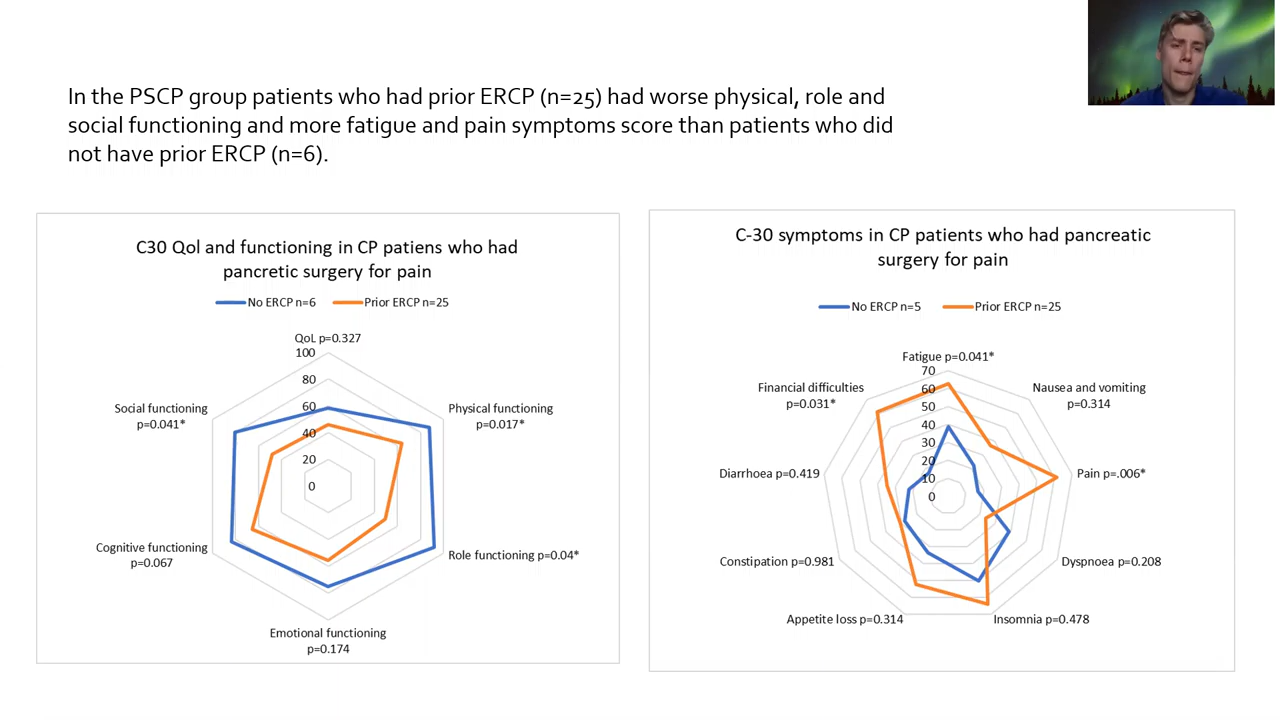 In the PSCP group patients who had prior ERCP (n=25) had worse physical, role and
social functioning and more fatigue and pain symptoms score than patients who did
not have prior ERCP (n=6).
C30 Qol and functioning in CP patiens who had
pancretic surgery for pain
No ERCP n=6 Prior ERCP n=25
QoL p=0.327
100
80
60
40
20
0
Physical functioning
p=0.017*
Role functioning p=0.04*
Emotional functioning
p=0.174
Cognitive functioning
p=0.067
Social functioning
p=0.041*
C-30 symptoms in CP patients who had pancreatic
surgery for pain
No ERCP n=5 Prior ERCP n=25
Fatigue p=0.041*
70
60
50
40
30
20
10
0
Nausea and vomiting
p=0.314
Pain p=.006*
Dyspnoea p=0.208
Insomnia p=0.478
Appetite loss p=0.314
Constipation p=0.981
Diarrhoea p=0.419
Financial difficulties
p=0.031*